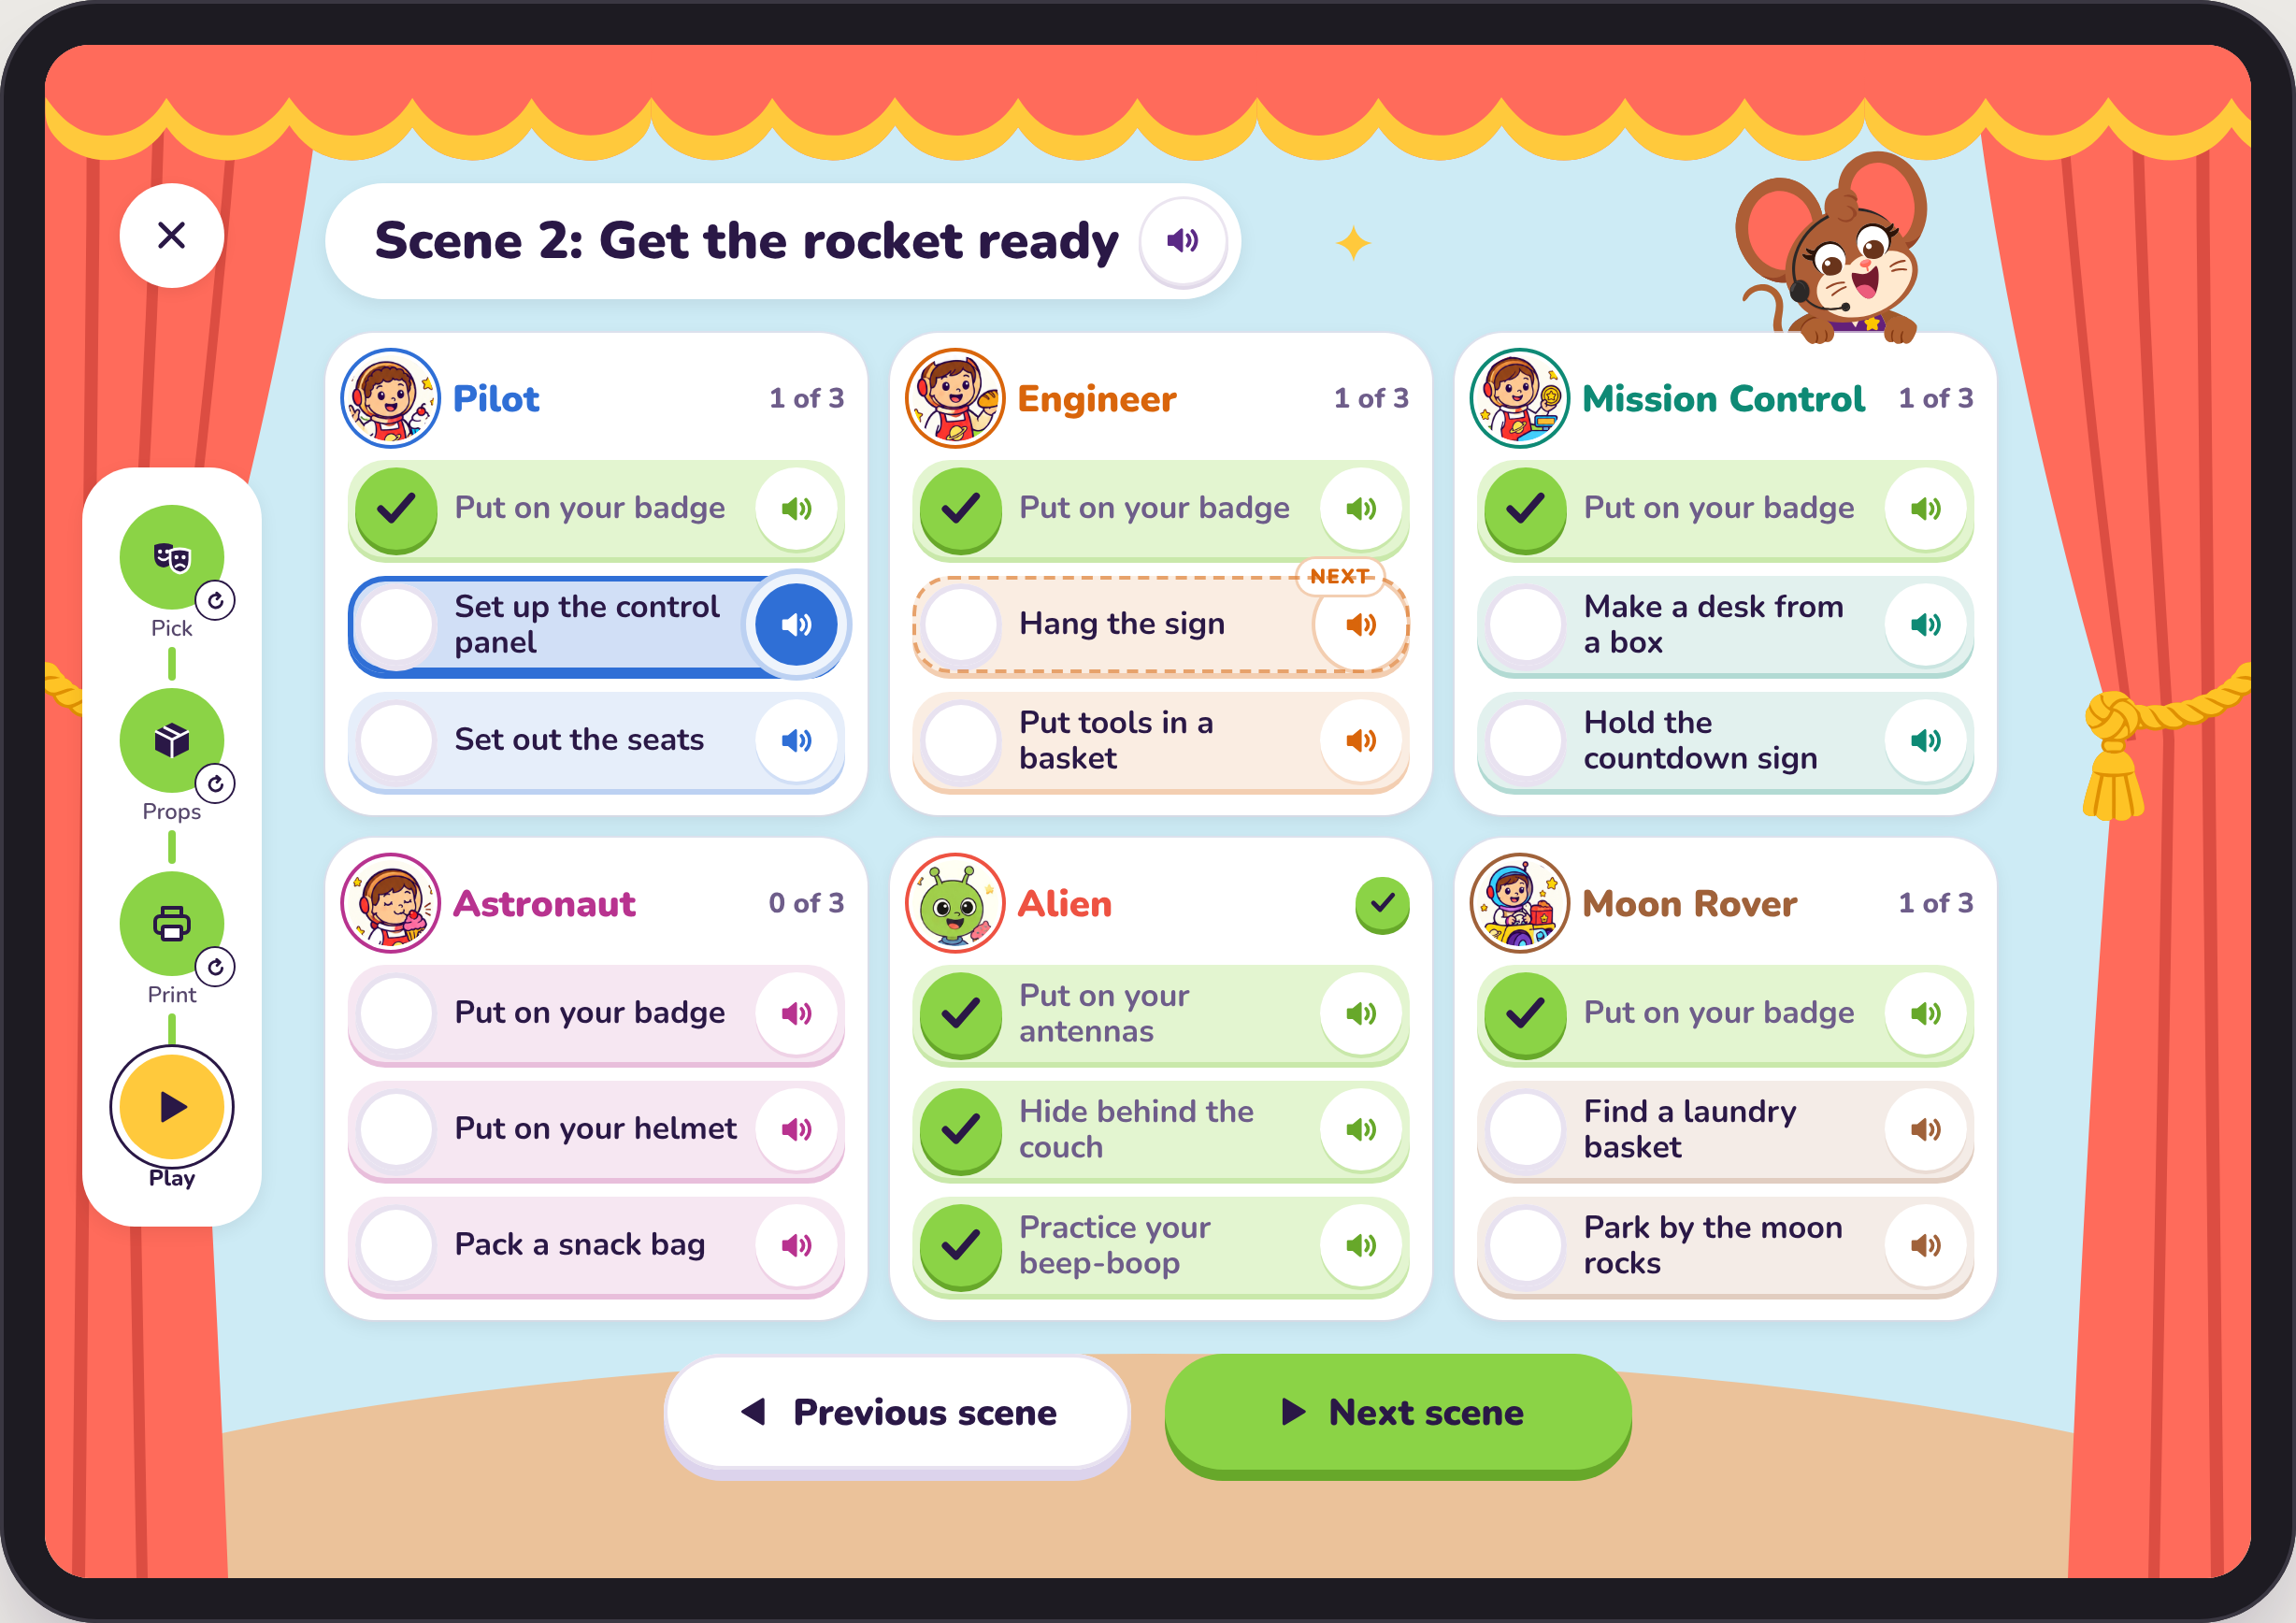 Scene 2: Get the rocket ready
Pilot
1 of 3
Put on your badge
Set up the control
panel
Set out the seats
Engineer
1 of 3
Put on your badge
NEXT
Hang the sign
Put tools in a
basket
Mission Control
1 of 3
Put on your badge
Make a desk from
a box
Hold the
countdown sign
Pick
Props
Print
Play
Astronaut
0 of 3
Put on your badge
Put on your helmet
Pack a snack bag
Alien
Put on your
antennas
Hide behind the
couch
Practice your
beep-boop
Moon Rover
1 of 3
Put on your badge
Find a laundry
basket
Park by the moon
rocks
Previous scene
Next scene